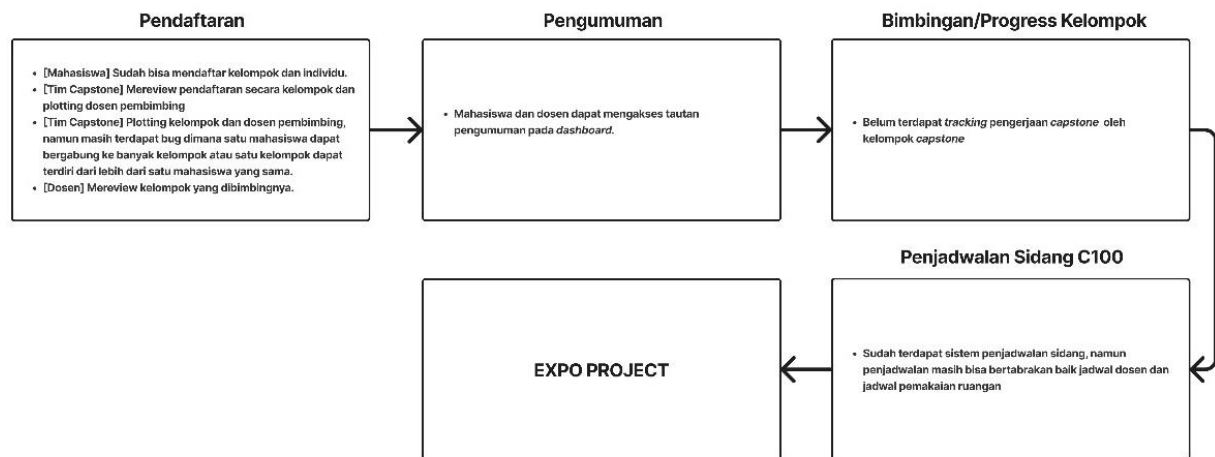 Pendaftaran
• [Mahasiswa] Sudah bisa mendaftar kelompok dan individu.
• [Tim Capstone] Mereview pendaftaran secara kelompok dan
plotting dosen pembimbing
• [Tim Capstone] Plotting kelompok dan dosen pembimbing,
namun masih terdapat bug dimana satu mahasiswa dapat
bergabung ke banyak kelompok atau satu kelompok dapat
terdiri dari lebih dari satu mahasiswa yang sama.
• [Dosen] Mereview kelompok yang dibimbingnya.
Pengumuman
• Mahasiswa dan dosen dapat mengakses tautan
pengumuman pada dashboard.
Bimbingan/Progress Kelompok
• Belum terdapat tracking pengerjaan capstone oleh
kelompok capstone
Penjadwalan Sidang C100
• Sudah terdapat sistem penjadwalan sidang, namun
penjadwalan masih bisa bertabrakan baik jadwal dosen dan
jadwal pemakaian ruangan
EXPO PROJECT